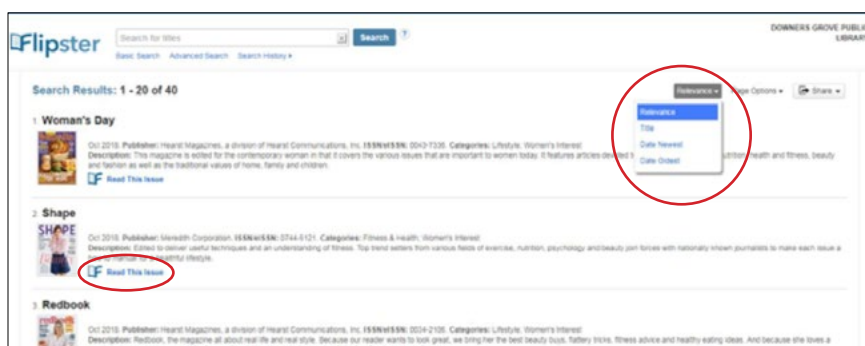 DOWNERS GROVE PUBLI
LIBRAR
Flipster
Search for titles
Search
?
Basic Search Advanced Search Search History
Search Results: 1 - 20 of 40
Relevance Page Options Share
Relevance
Title
Date Newest
Date Oldest
1. Woman's Day
Oct 2018. Publisher: Hearst Magazines, a division of Hearst Communications, Inc. ISSN/eISSN: 0043-7336. Categories: Lifestyle, Women's Interest
Description: This magazine is edited for the contemporary woman in that it covers the various issues that are important to women today. It features articles devoted nutrition, health and fitness, beauty
and fashion as well as the traditional values of home, family and children.
Read This Issue
2. Shape
SHAPE
Oct 2018. Publisher: Meredith Corporation. ISSN/eISSN: 0744-5121. Categories: Fitness & Health, Women's Interest
Description: Edited to deliver useful techniques and an understanding of fitness. Top trend setters from various fields of exercise, nutrition, psychology and beauty join forces with nationally known journalists to make each issue a
manual for a healthful lifestyle.
Read This Issue
3. Redbook
Oct 2018. Publisher: Hearst Magazines, a division of Hearst Communications, Inc. ISSN/eISSN: 0034-2106. Categories: Lifestyle, Women's Interest
Description: Redbook, the magazine all about real life and real style. Because our reader wants to look great, we bring her the best beauty buys, flattery tricks, fitness advice and healthy eating ideas. And because she loves a